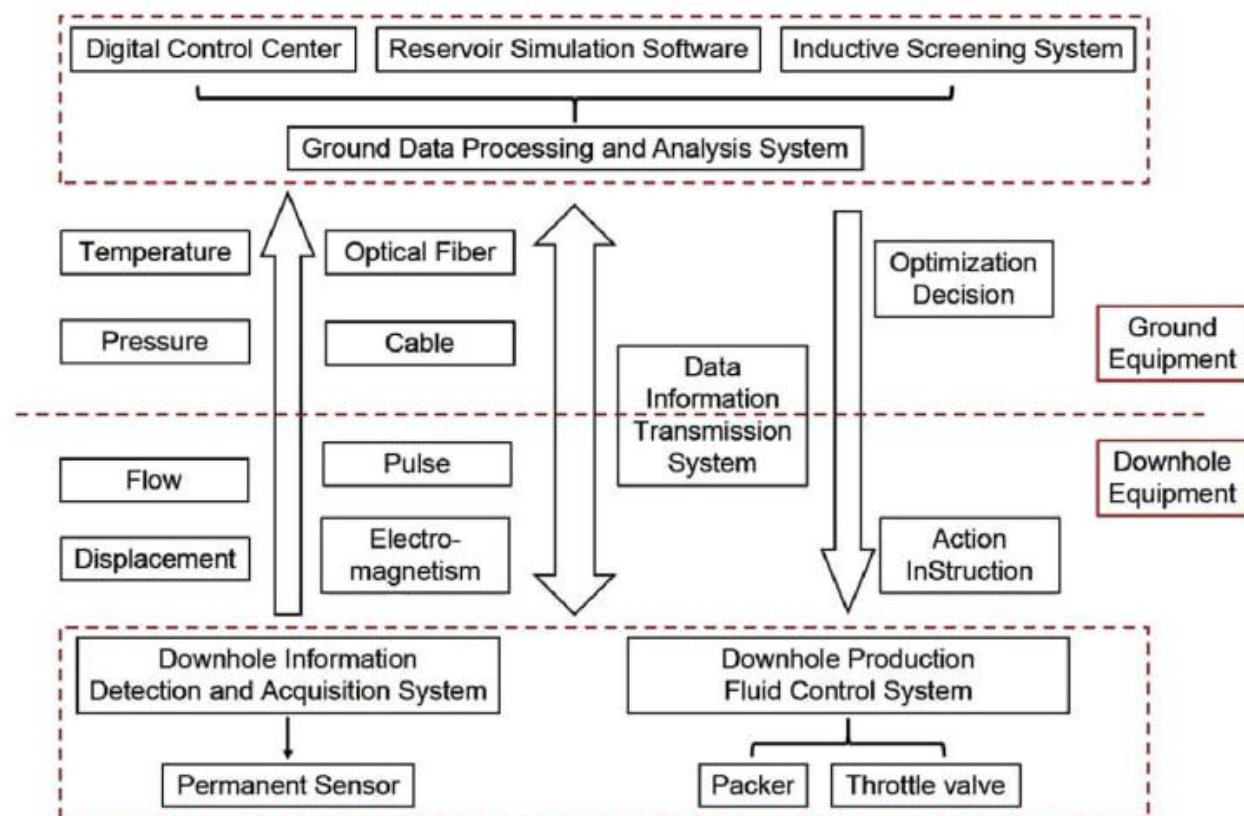 Digital Control Center
Reservoir Simulation Software
Inductive Screening System
Ground Data Processing and Analysis System
Temperature
Optical Fiber
Optimization
Decision
Pressure
Cable
Ground
Equipment
Data
Information
Transmission
System
Flow
Pulse
Downhole
Equipment
Displacement
Electro-
magnetism
Action
InStruction
Downhole Information
Detection and Acquisition System
Downhole Production
Fluid Control System
Permanent Sensor
Packer
Throttle valve